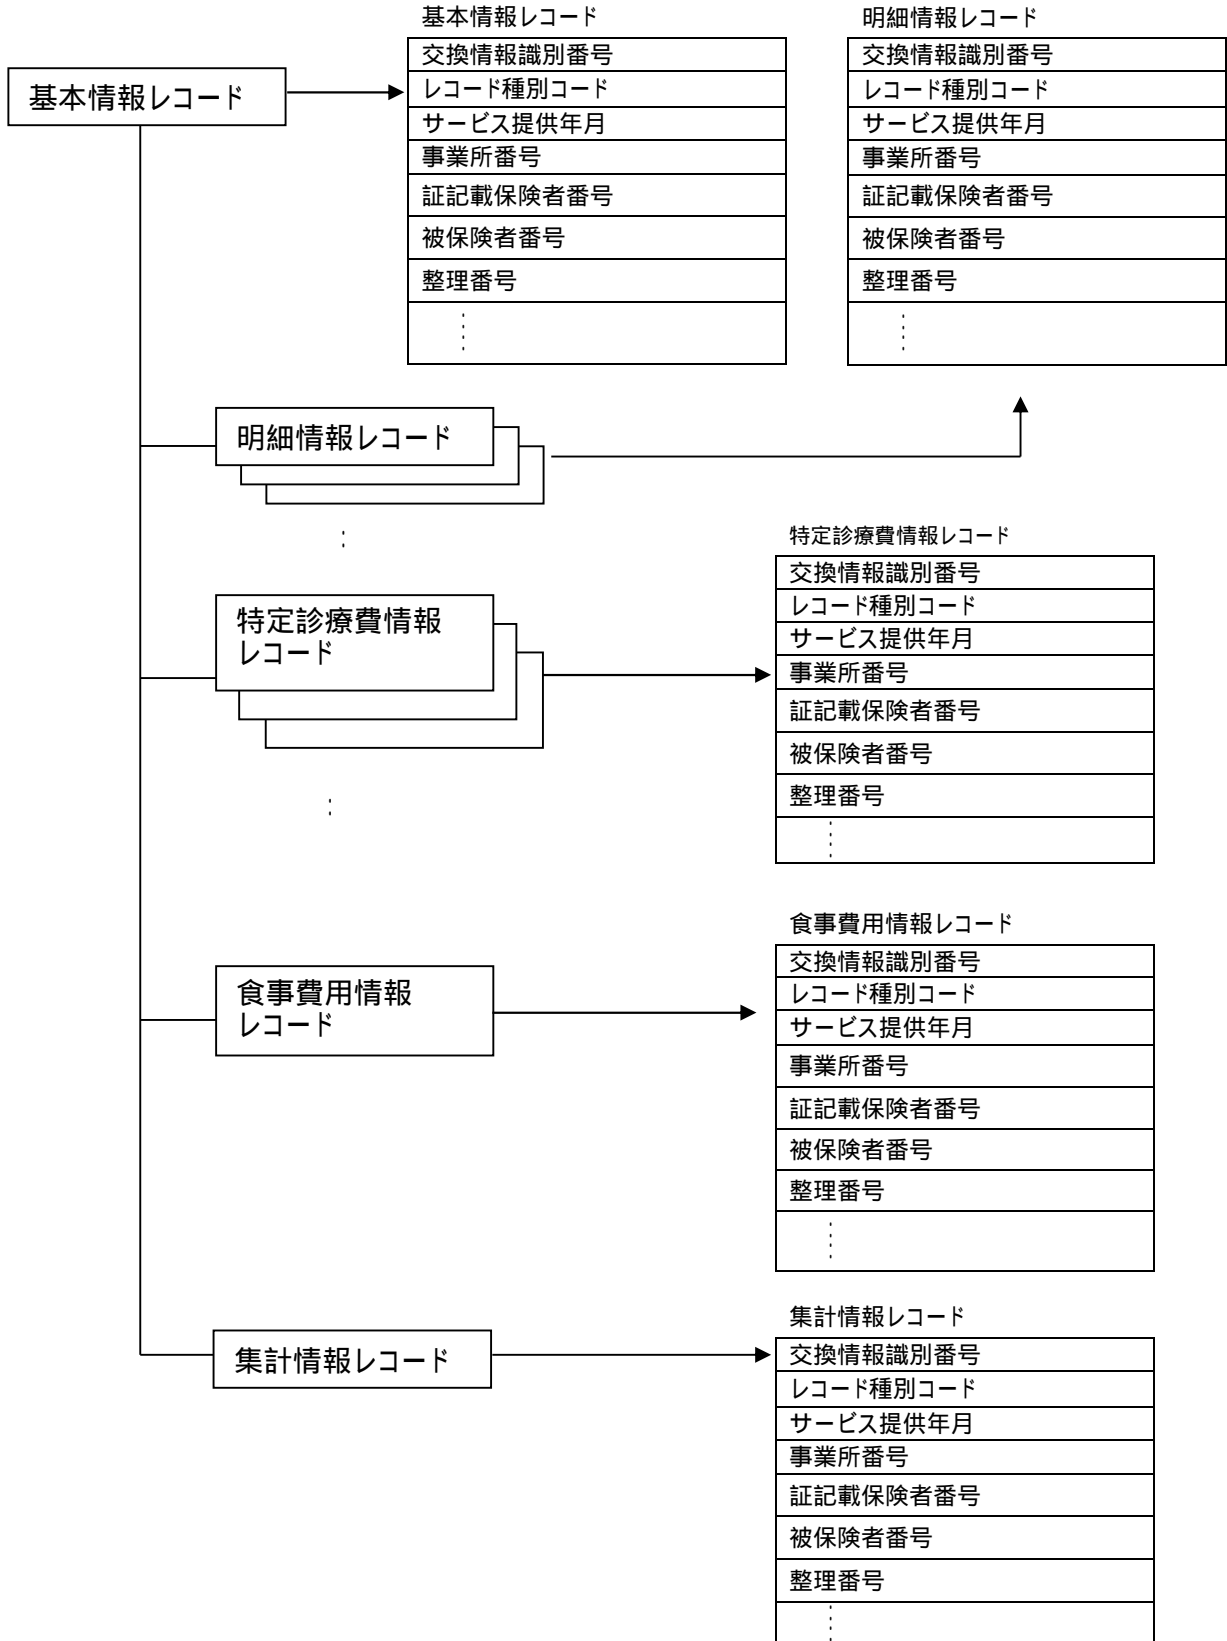 基本情報レコード
基本情報レコード
交換情報識別番号
レコード種別コード
サービス提供年月
事業所番号
証記載保険者番号
被保険者番号
整理番号
明細情報レコード
交換情報識別番号
レコード種別コード
サービス提供年月
事業所番号
証記載保険者番号
被保険者番号
整理番号
明細情報レコード
特定診療費情報
レコード
特定診療費情報レコード
交換情報識別番号
レコード種別コード
サービス提供年月
事業所番号
証記載保険者番号
被保険者番号
整理番号
食事費用情報
レコード
食事費用情報レコード
交換情報識別番号
レコード種別コード
サービス提供年月
事業所番号
証記載保険者番号
被保険者番号
整理番号
集計情報レコード
集計情報レコード
交換情報識別番号
レコード種別コード
サービス提供年月
事業所番号
証記載保険者番号
被保険者番号
整理番号